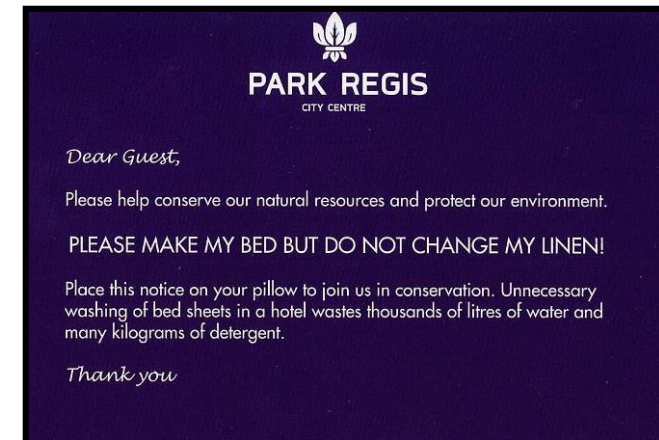 PARK REGIS
CITY CENTRE
Dear Guest,
Please help conserve our natural resources and protect our environment.
PLEASE MAKE MY BED BUT DO NOT CHANGE MY LINEN!
Place this notice on your pillow to join us in conservation. Unnecessary
washing of bed sheets in a hotel wastes thousands of litres of water and
many kilograms of detergent.
Thank you